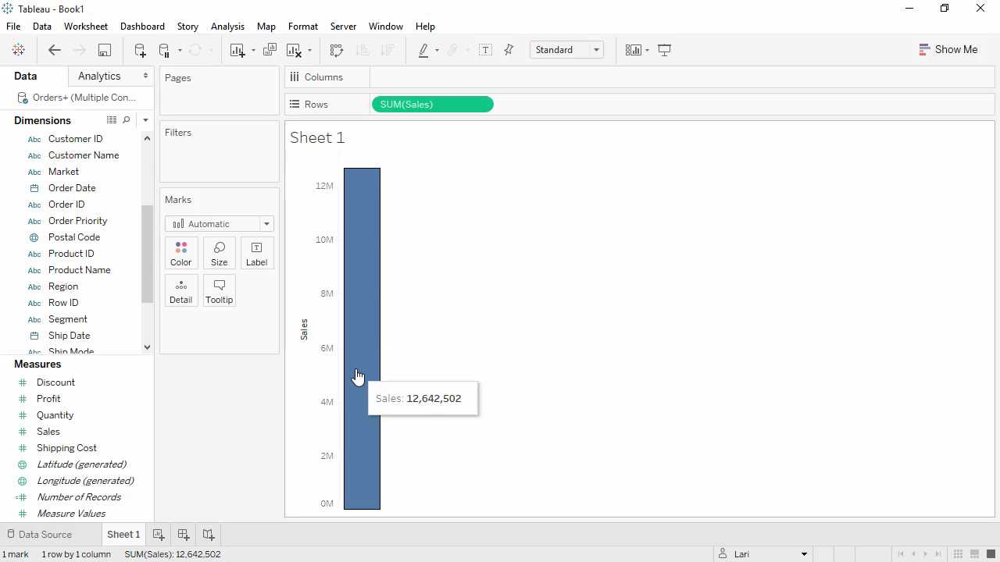 Tableau - Book1
File Data Worksheet Dashboard Story Analysis Map Format Server Window Help
Standard
Show Me
Data Analytics
Orders+ (Multiple Con...
Dimensions
Abc Customer ID
Abc Customer Name
Abc Market
Order Date
Abc Order ID
Abc Order Priority
Postal Code
Abc Product ID
Abc Product Name
Abc Region
Abc Row ID
Abc Segment
Ship Date
Abc Ship Mode
Measures
# Discount
# Profit
# Quantity
# Sales
# Shipping Cost
Latitude (generated)
Longitude (generated)
=# Number of Records
# Measure Values
Pages
Filters
Marks
Automatic
Color Size T Label
Detail Tooltip
Columns
Rows SUM(Sales)
Sheet 1
12M
10M
8M
6M
4M
2M
0M
Sales
Sales: 12,642,502
Data Source Sheet 1
1 mark 1 row by 1 column SUM(Sales): 12,642,502
Lari